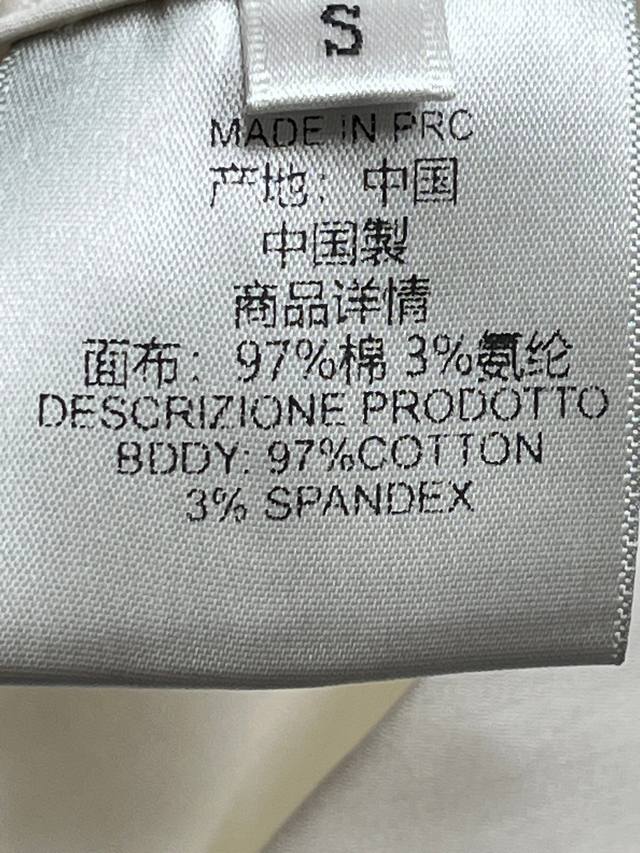 S
MADE IN PRC
产地：中国
中国製
商品详情
面布：97%棉 3%氨纶
DESCRIZIONE PRODOTTO
BDDY: 97%COTTON
3% SPANDEX